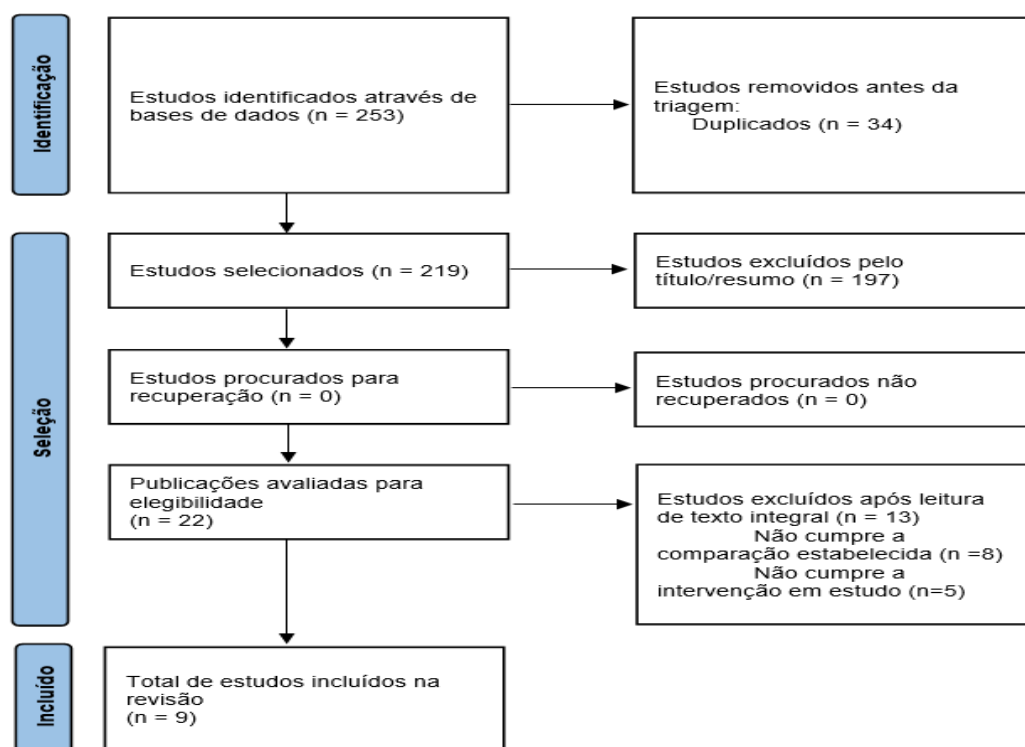 Identificação
Estudos identificados através de
bases de dados (n = 253)
Estudos removidos antes da
triagem:
Duplicados (n = 34)
Seleção
Estudos selecionados (n = 219)
Estudos excluídos pelo
título/resumo (n = 197)
Estudos procurados para
recuperação (n = 0)
Estudos procurados não
recuperados (n = 0)
Publicações avaliadas para
elegibilidade
(n = 22)
Estudos excluídos após leitura
de texto integral (n = 13)
Não cumpre a
comparação estabelecida (n =8)
Não cumpre a
intervenção em estudo (n=5)
Incluído
Total de estudos incluídos na
revisão
(n = 9)